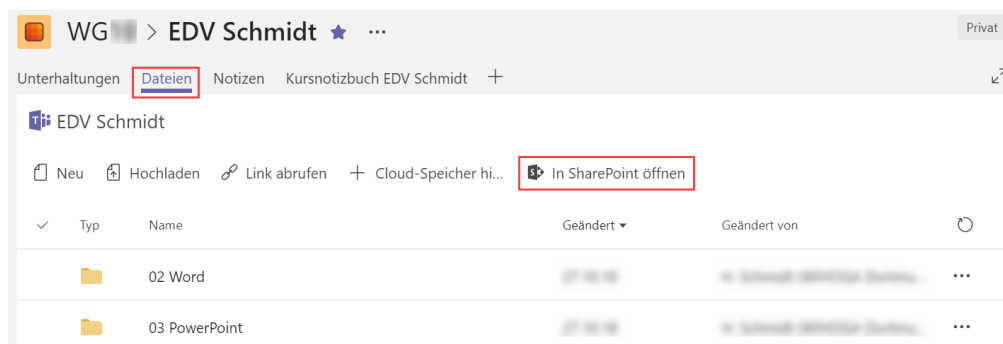 WG > EDV Schmidt ★ ...
Privat
Unterhaltungen Dateien Notizen Kursnotizbuch EDV Schmidt +
EDV Schmidt
Neu Hochladen Link abrufen + Cloud-Speicher hi... In SharePoint öffnen
Typ Name Geändert Geändert von
02 Word ...
03 PowerPoint ...